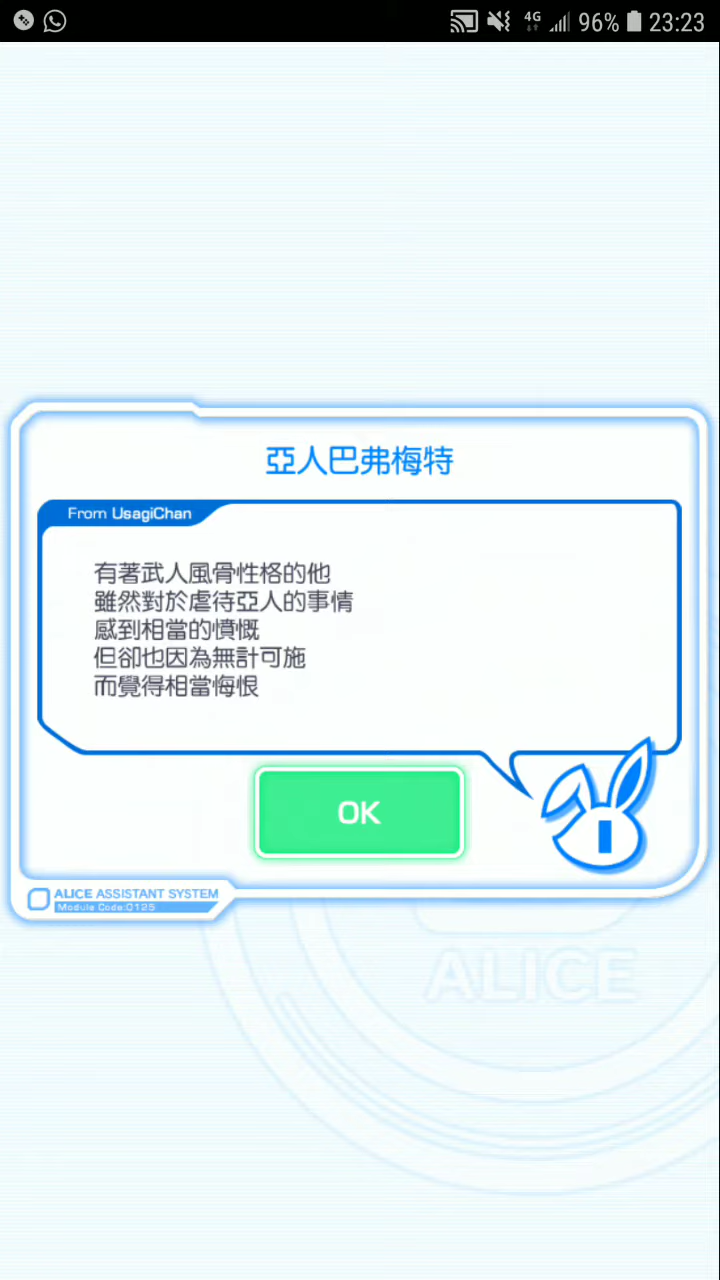 4G 96% 23:23
亞人巴弗梅特
From UsagiChan
有著武人風骨性格的他
雖然對於虐待亞人的事情
感到相當的憤慨
但卻也因為無計可施
而覺得相當悔恨
OK
ALICE ASSISTANT SYSTEM
Module Code:0125
ALICE